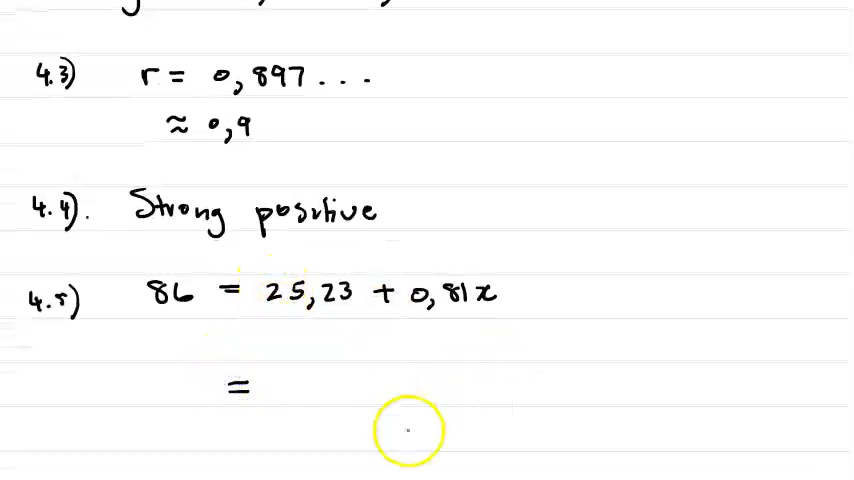 4.3) r = 0,897...
≈ 0,9
4.4). Strong positive
4.5) 86 = 25,23 + 0,81x
=